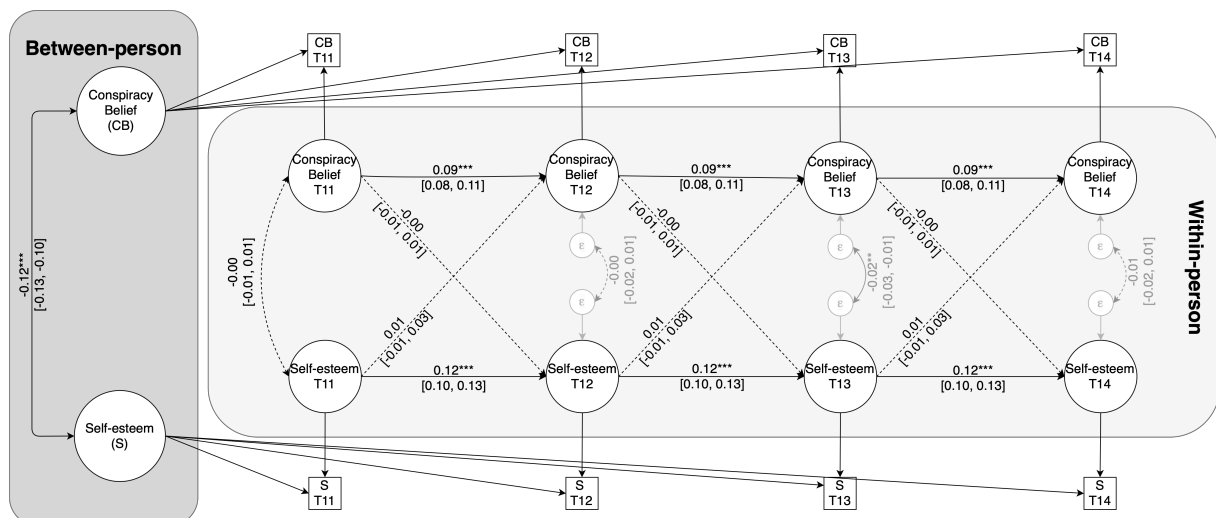 Between-person
Conspiracy
Belief
(CB)
-0.12***
[-0.13, -0.10]
Self-esteem
(S)
CB
T11
CB
T12
CB
T13
CB
T14
Within-person
Conspiracy
Belief
T11
0.09***
[0.08, 0.11]
Conspiracy
Belief
T12
0.09***
[0.08, 0.11]
Conspiracy
Belief
T13
0.09***
[0.08, 0.11]
Conspiracy
Belief
T14
-0.00
[-0.01, 0.01]
-0.00
[-0.01, 0.01]
-0.00
[-0.01, 0.01]
-0.00
[-0.01, 0.01]
ε
ε
-0.00
[-0.02, 0.01]
ε
ε
-0.02**
[-0.03, -0.01]
ε
ε
-0.01
[-0.02, 0.01]
0.01
[-0.01, 0.03]
0.01
[-0.01, 0.03]
0.01
[-0.01, 0.03]
Self-esteem
T11
0.12***
[0.10, 0.13]
Self-esteem
T12
0.12***
[0.10, 0.13]
Self-esteem
T13
0.12***
[0.10, 0.13]
Self-esteem
T14
S
T11
S
T12
S
T13
S
T14